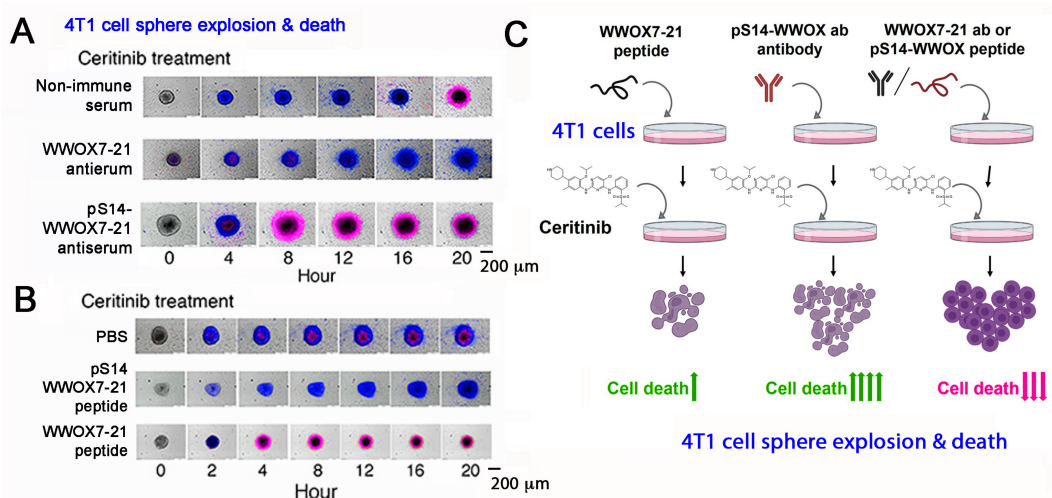 A
4T1 cell sphere explosion & death
Ceritinib treatment
Non-immune
serum
WWOX7-21
antierum
pS14-
WWOX7-21
antiserum
0 4 8 12 16 20
Hour
200 µm
B
Ceritinib treatment
PBS
pS14
WWOX7-21
peptide
WWOX7-21
peptide
0 2 4 8 12 16 20
Hour
200 µm
C
WWOX7-21
peptide
pS14-WWOX ab
antibody
WWOX7-21 ab or
pS14-WWOX peptide
4T1 cells
Ceritinib
Cell death
Cell death
Cell death
4T1 cell sphere explosion & death